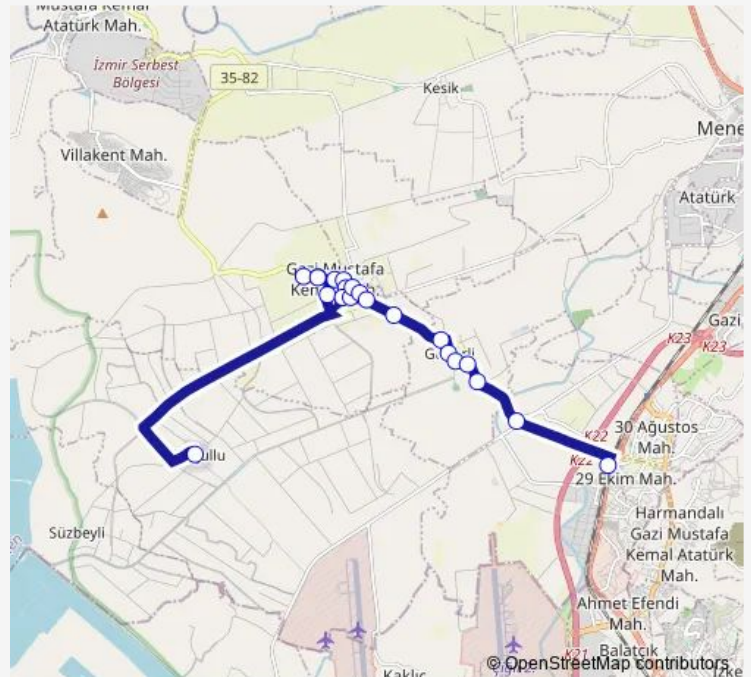 Mustafa Kemal
Atatürk Mah.
İzmir Serbest
Bölgesi
35-82
Kesik
Villakent Mah.
Mene
Atatürk
Gazi Mustafa
Gazi
K23
K23
30 Ağustos
Mah.
K22
K22
29 Ekim Mah.
Harmandalı
Gazi Mustafa
Kemal Atatürk
Mah.
Süzbeyli
Ahmet Efendi
Mah.
K21
Balatçık
Kaklıç
© OpenStreetMap contributors